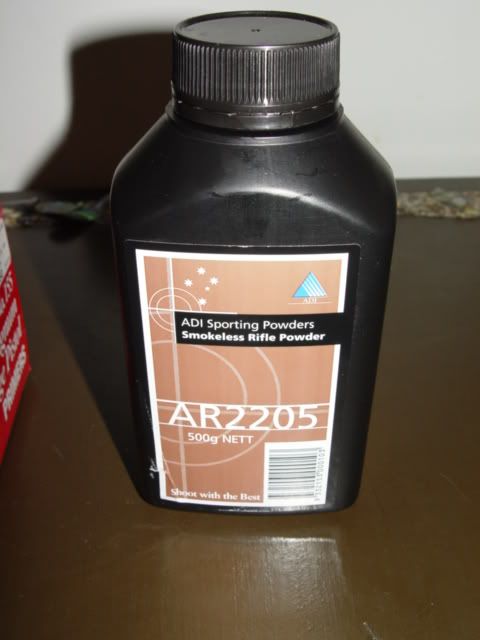 ADI
ADI Sporting Powders
Smokeless Rifle Powder
AR2205
500g NETT
Shoot with the Best